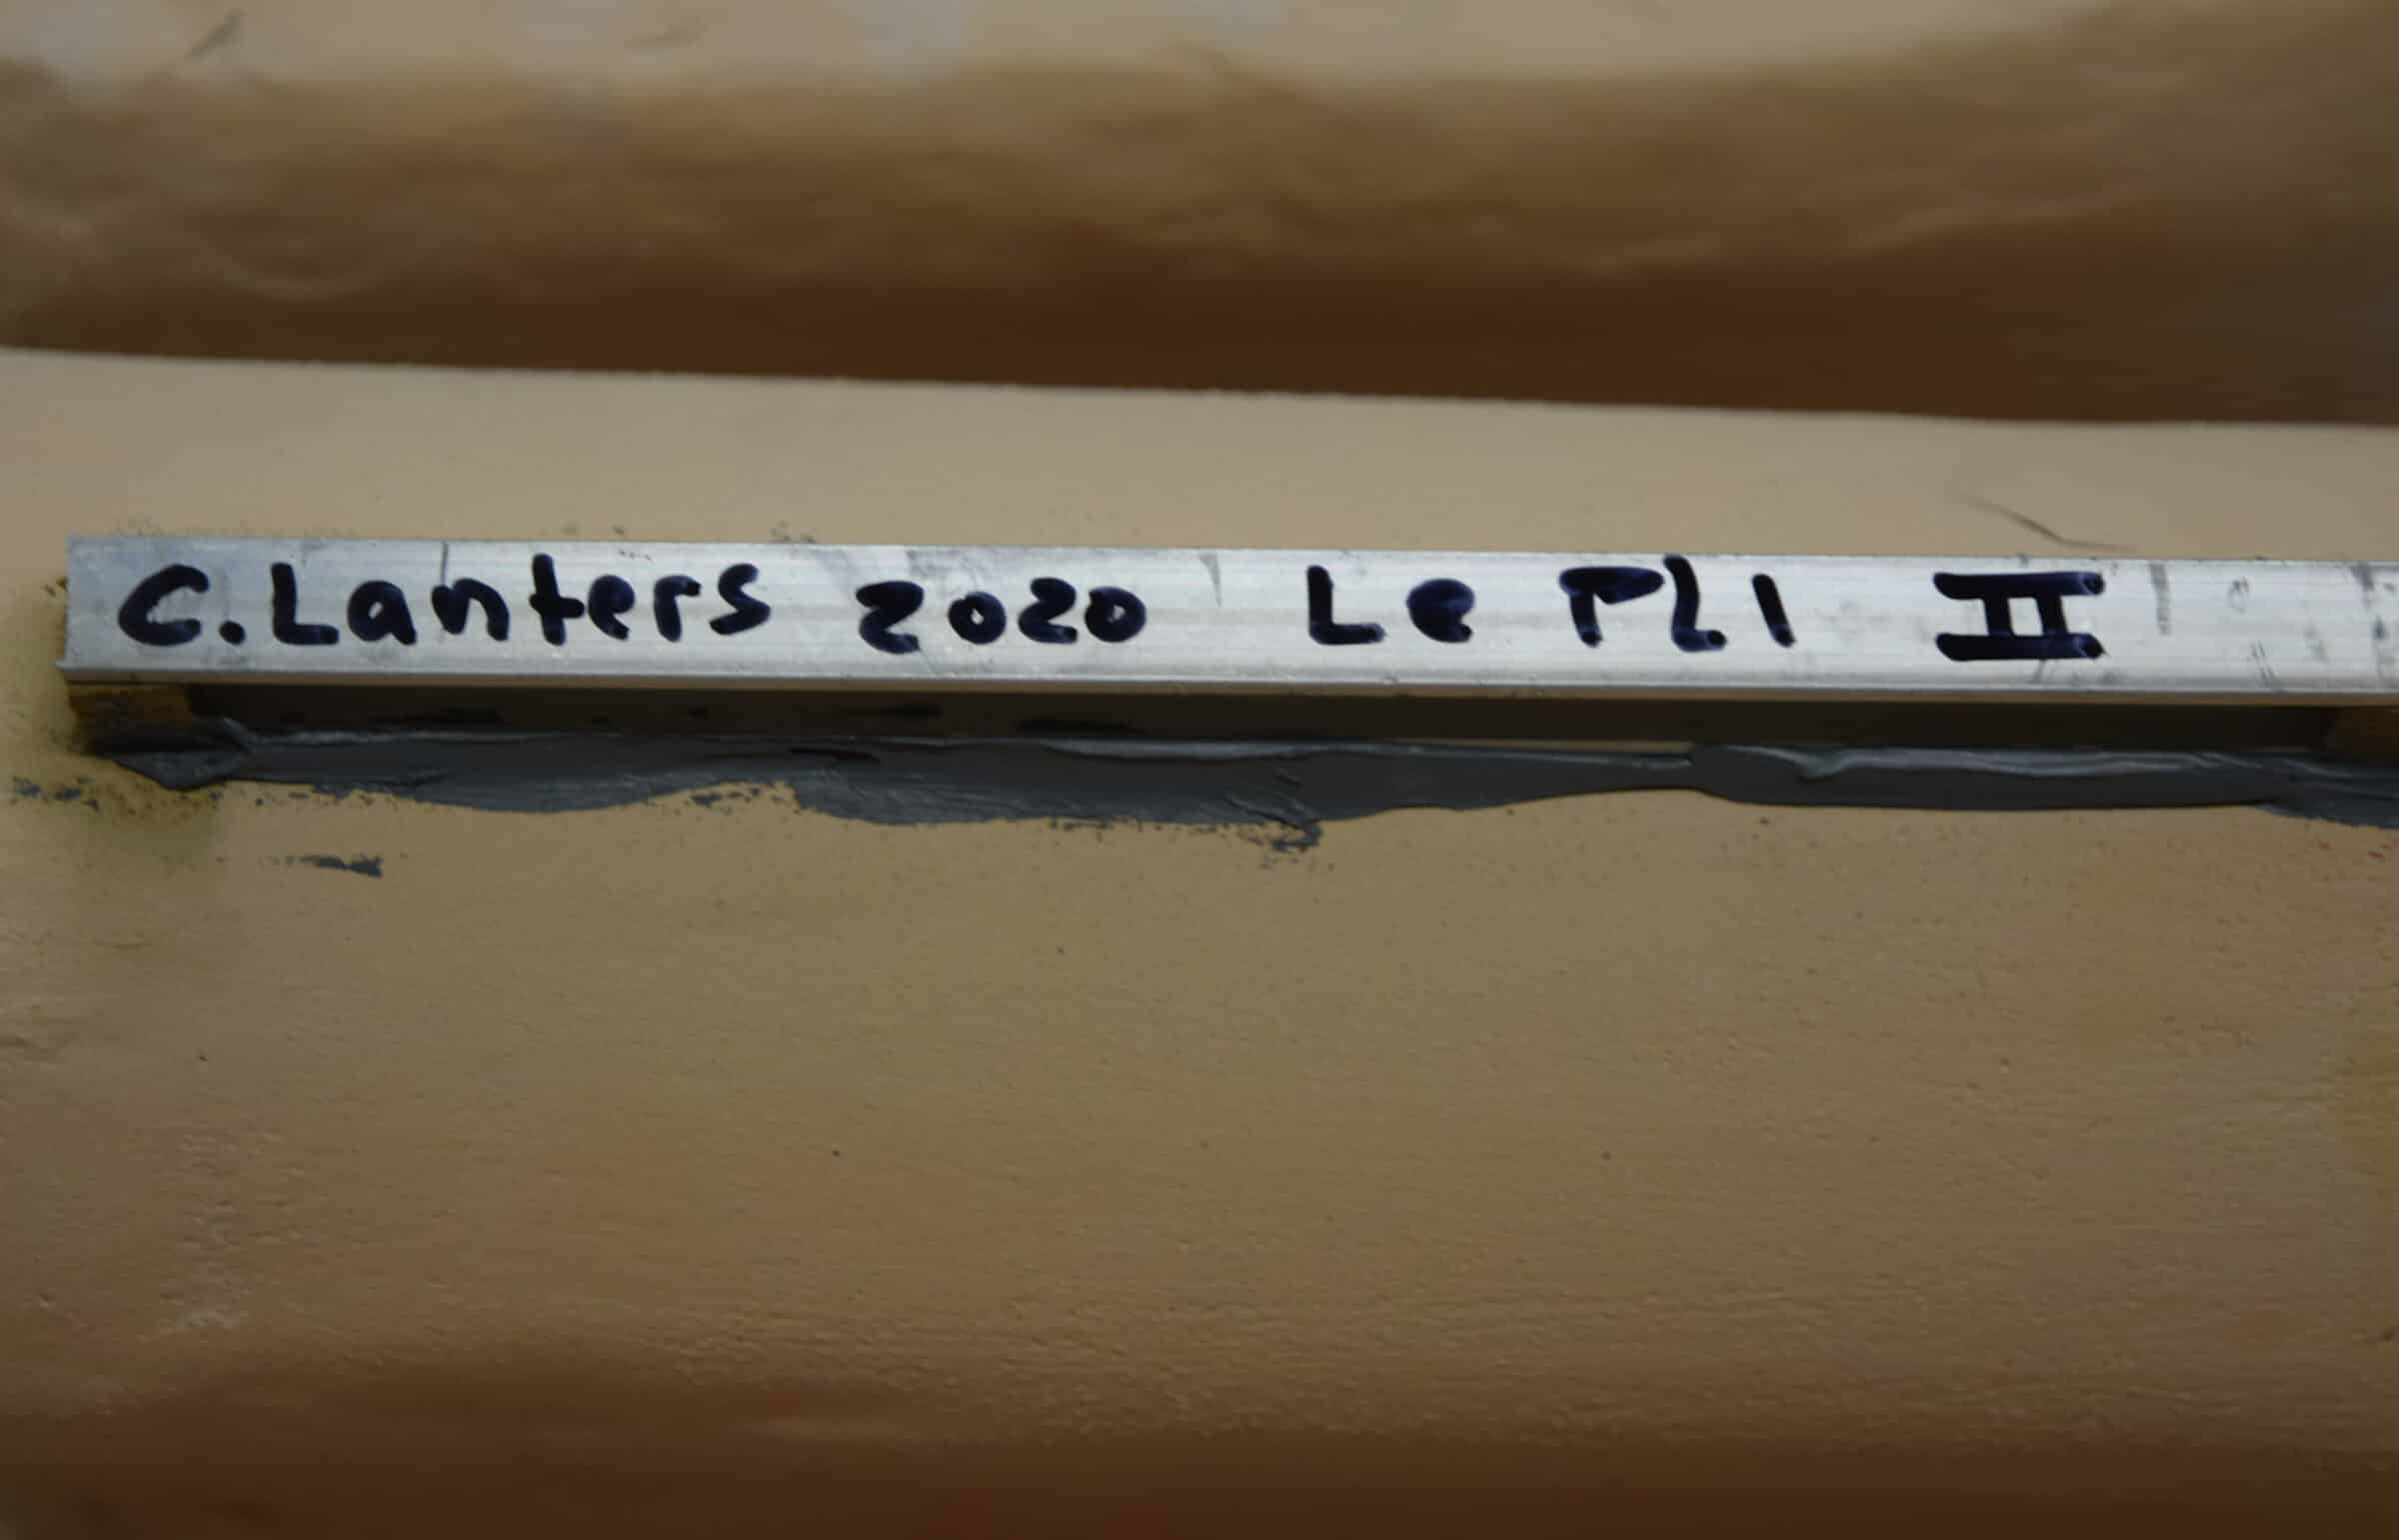 C. Lanters 2020 Le Pli II